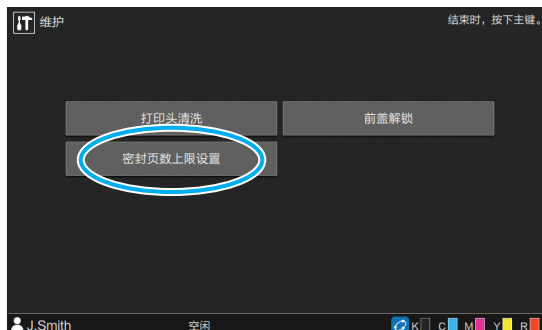 维护
结束时，按下主键。
打印头清洗
前盖解锁
密封页数上限设置
J.Smith
空闲
K C M Y R